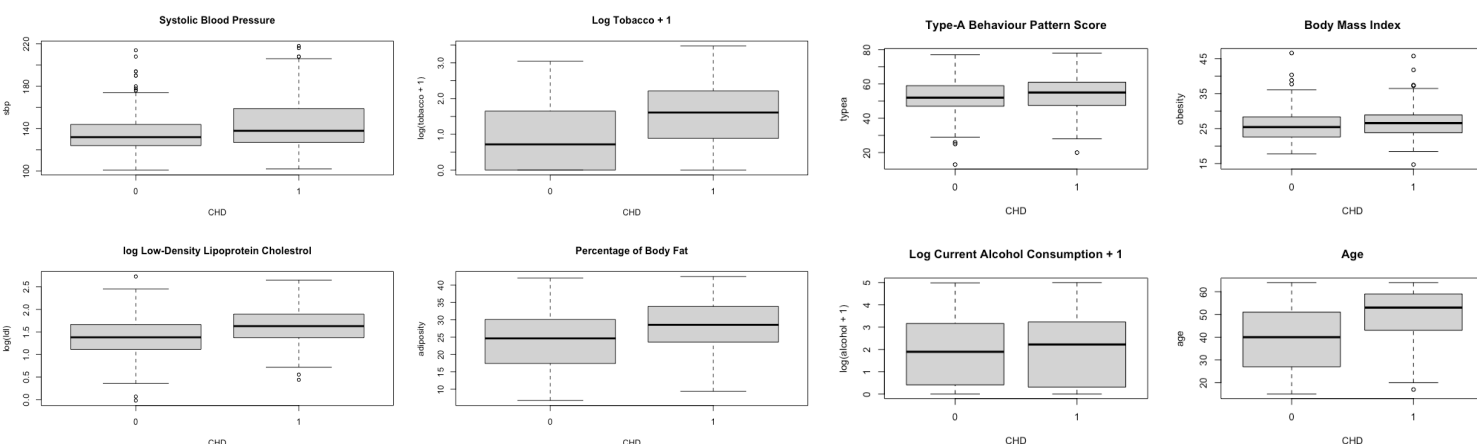 Systolic Blood Pressure
sbp
100 140 180 220
0 1
CHD
Log Tobacco + 1
log(tobacco + 1)
0.0 1.0 2.0 3.0
0 1
CHD
Type-A Behaviour Pattern Score
typea
20 40 60 80
0 1
CHD
Body Mass Index
obesity
15 25 35 45
0 1
CHD
log Low-Density Lipoprotein Cholestrol
log(ldl)
0.0 0.5 1.0 1.5 2.0 2.5
0 1
CHD
Percentage of Body Fat
adiposity
10 15 20 25 30 35 40
0 1
CHD
Log Current Alcohol Consumption + 1
log(alcohol + 1)
0 1 2 3 4 5
0 1
CHD
Age
age
20 30 40 50 60
0 1
CHD